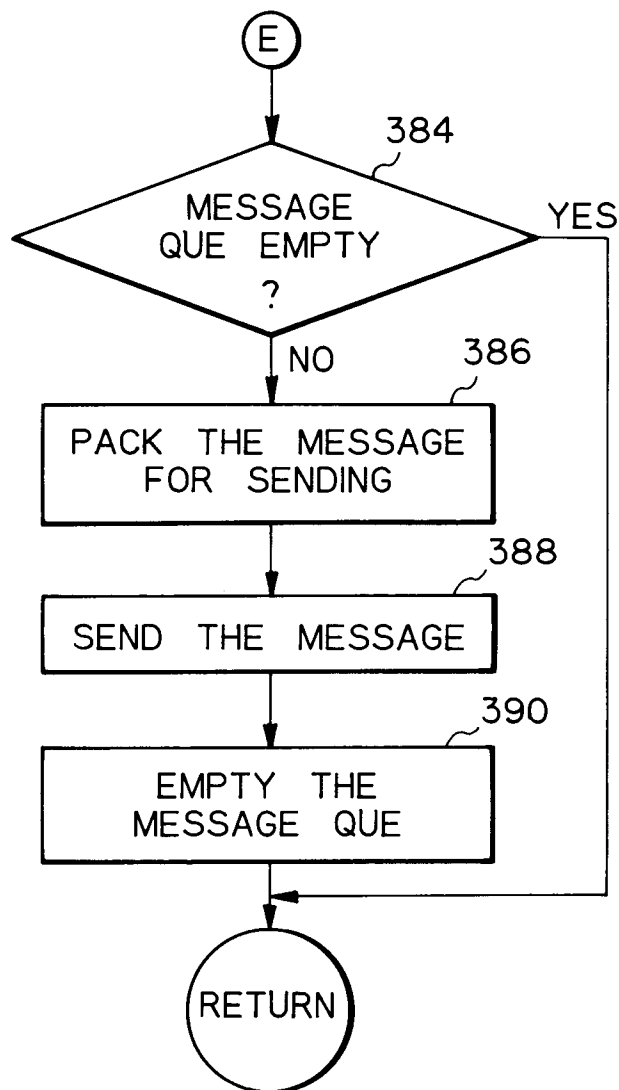 E
384
MESSAGE
QUE EMPTY
?
YES
NO
386
PACK THE MESSAGE
FOR SENDING
388
SEND THE MESSAGE
390
EMPTY THE
MESSAGE QUE
RETURN